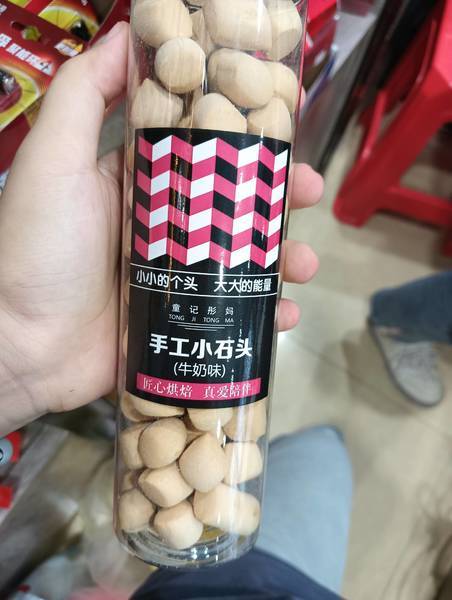 小小的个头 大大的能量
童记彤妈
TONG JI TONG MA
手工小石头
(牛奶味)
匠心烘焙 真爱陪伴